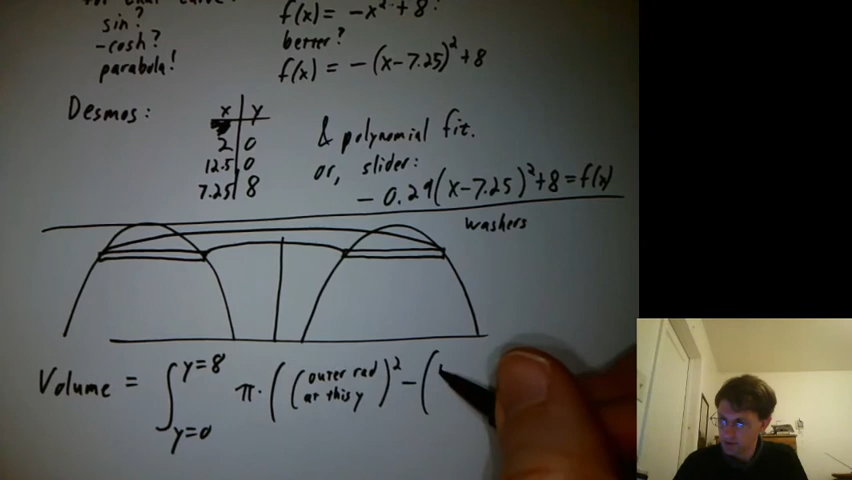 sin?
-cosh?
parabola!
f(x) = -x² + 8?
better?
f(x) = -(x-7.25)² + 8
Desmos:
x y
2 0
12.5 0
7.25 8
& polynomial fit.
or, slider:
-0.29(x-7.25)² + 8 = f(x)
washers
Volume = ∫ y=0 y=8 π·((outer rad at this y)² - (